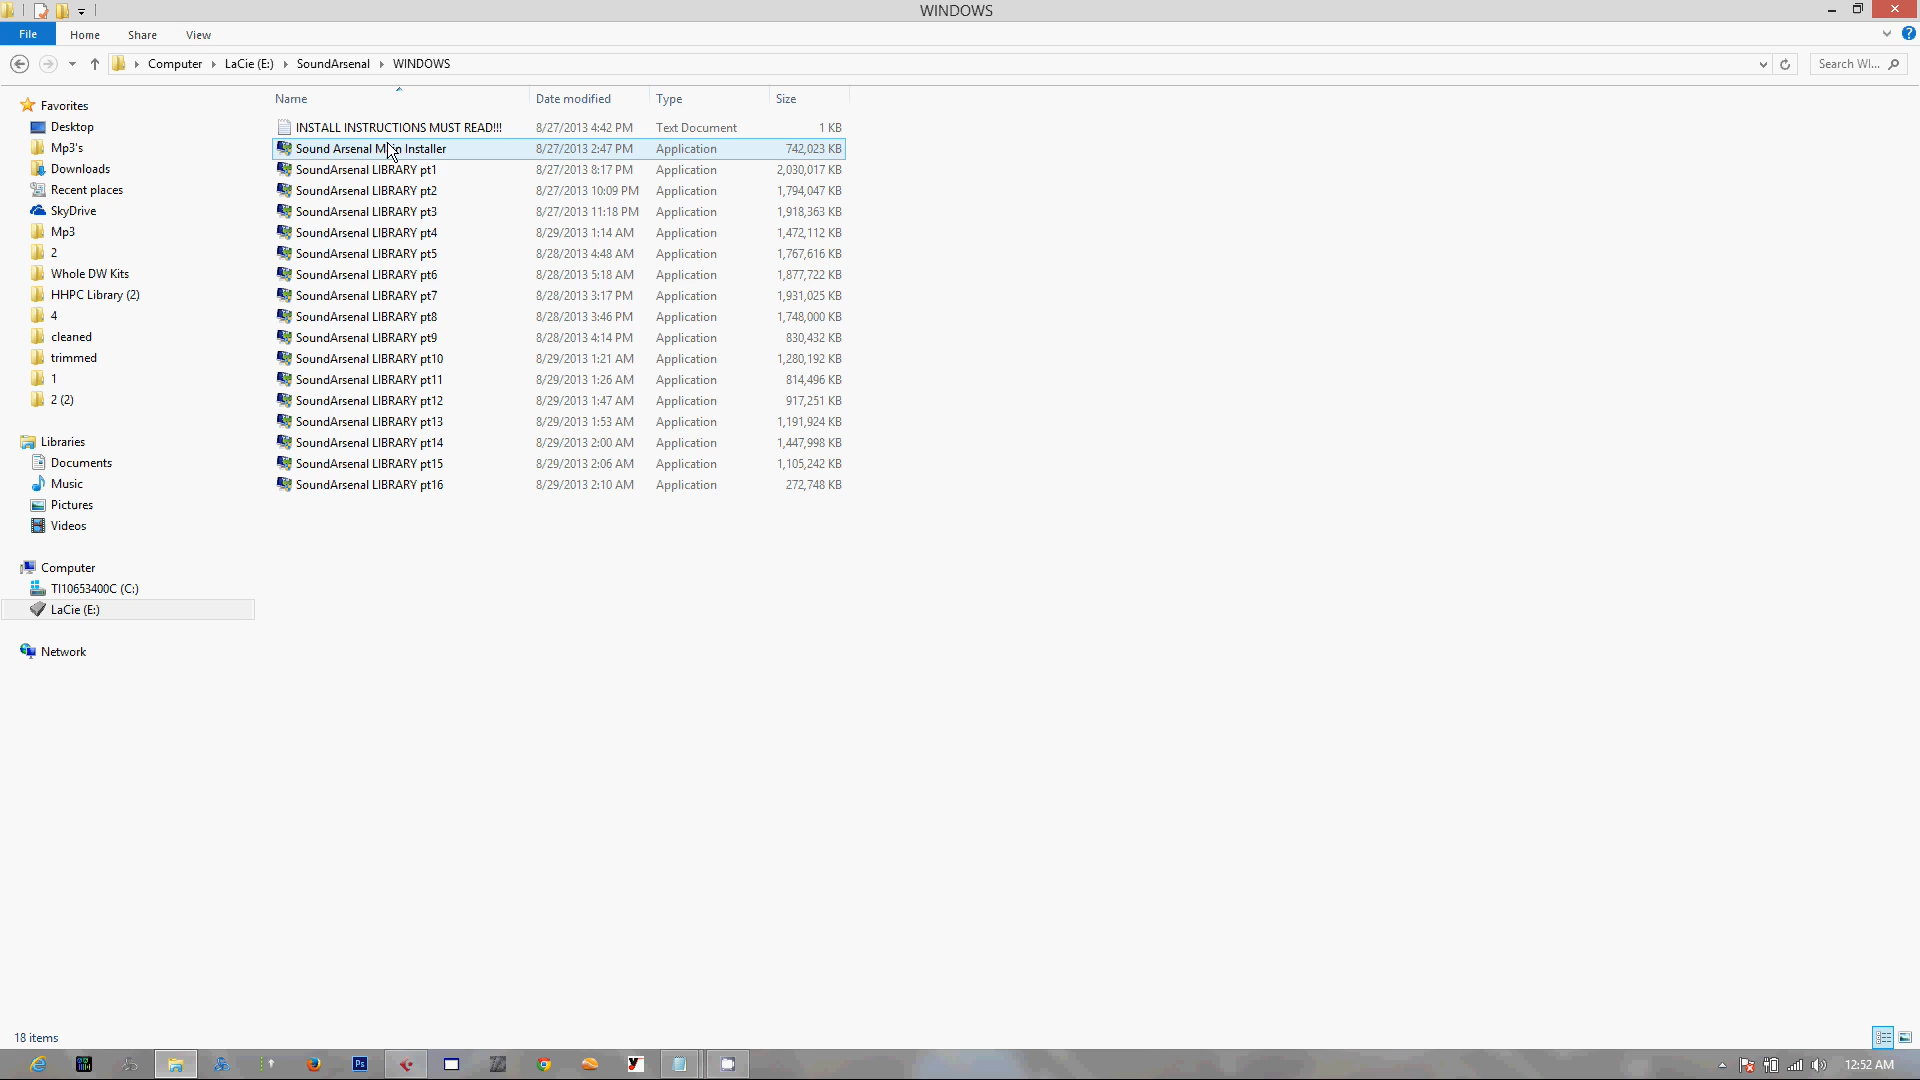 WINDOWS
File Home Share View
Computer LaCie (E:) SoundArsenal WINDOWS Search WI...
Name Date modified Type Size
INSTALL INSTRUCTIONS MUST READ!!! 8/27/2013 4:42 PM Text Document 1 KB
Sound Arsenal Main Installer 8/27/2013 2:47 PM Application 742,023 KB
SoundArsenal LIBRARY pt1 8/27/2013 8:17 PM Application 2,030,017 KB
SoundArsenal LIBRARY pt2 8/27/2013 10:09 PM Application 1,794,047 KB
SoundArsenal LIBRARY pt3 8/27/2013 11:18 PM Application 1,918,363 KB
SoundArsenal LIBRARY pt4 8/29/2013 1:14 AM Application 1,472,112 KB
SoundArsenal LIBRARY pt5 8/28/2013 4:48 AM Application 1,767,616 KB
SoundArsenal LIBRARY pt6 8/28/2013 5:18 AM Application 1,877,722 KB
SoundArsenal LIBRARY pt7 8/28/2013 3:17 PM Application 1,931,025 KB
SoundArsenal LIBRARY pt8 8/28/2013 3:46 PM Application 1,748,000 KB
SoundArsenal LIBRARY pt9 8/28/2013 4:14 PM Application 830,432 KB
SoundArsenal LIBRARY pt10 8/29/2013 1:21 AM Application 1,280,192 KB
SoundArsenal LIBRARY pt11 8/29/2013 1:26 AM Application 814,496 KB
SoundArsenal LIBRARY pt12 8/29/2013 1:47 AM Application 917,251 KB
SoundArsenal LIBRARY pt13 8/29/2013 1:53 AM Application 1,191,924 KB
SoundArsenal LIBRARY pt14 8/29/2013 2:00 AM Application 1,447,998 KB
SoundArsenal LIBRARY pt15 8/29/2013 2:06 AM Application 1,105,242 KB
SoundArsenal LIBRARY pt16 8/29/2013 2:10 AM Application 272,748 KB
Favorites
Desktop
Mp3's
Downloads
Recent places
SkyDrive
Mp3
2
Whole DW Kits
HHPC Library (2)
4
cleaned
trimmed
1
2 (2)
Libraries
Documents
Music
Pictures
Videos
Computer
TI10653400C (C:)
LaCie (E:)
Network
18 items
Ps
12:52 AM